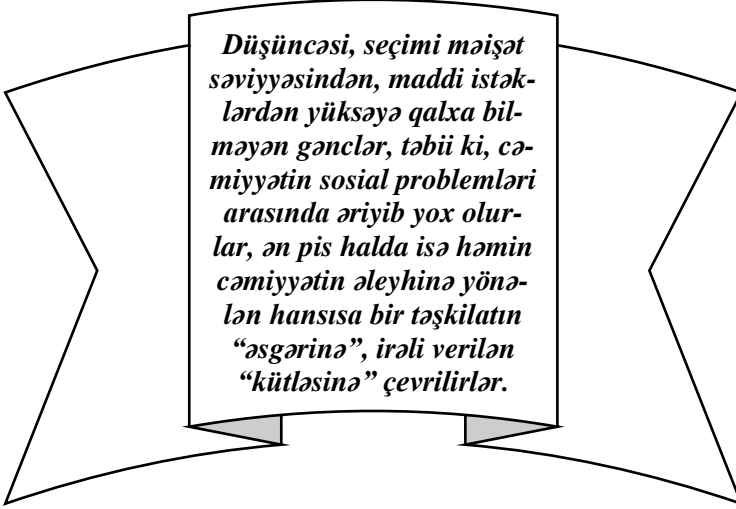 Düşüncəsi, seçimi məişət
səviyyəsindən, maddi istək-
lərdən yüksəyə qalxa bil-
məyən gənclər, təbii ki, cə-
miyyətin sosial problemləri
arasında əriyib yox olur-
lar, ən pis halda isə həmin
cəmiyyətin əleyhinə yönə-
lən hansısa bir təşkilatın
“əsgərinə”, irəli verilən
“kütləsinə” çevrilirlər.